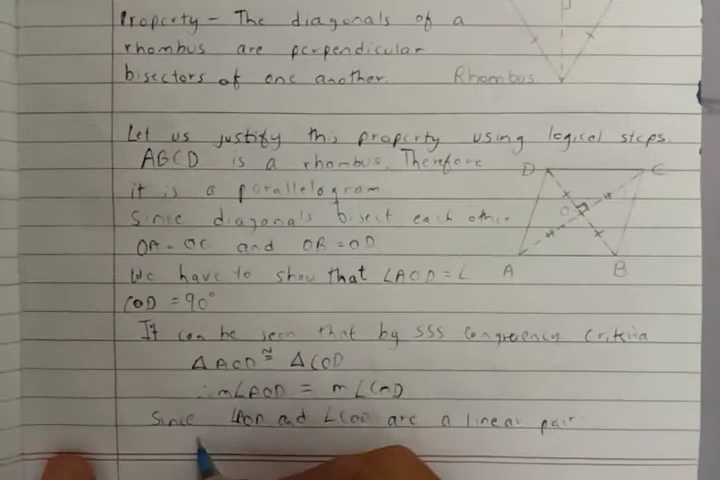 Property - The diagonals of a
rhombus are perpendicular
bisectors of one another.
Rhombus
Let us justify this property using logical steps.
ABCD is a rhombus. Therefore
it is a parallelogram
Since diagonals bisect each other
OA = OC and OB = OD
We have to show that ∠AOD = ∠
COD = 90°
It can be seen that by SSS congruency criteria
△AOD ≅ △COD
∴ m∠AOD = m∠COD
Since ∠AOD and ∠COD are a linear pair
D
C
O
A
B